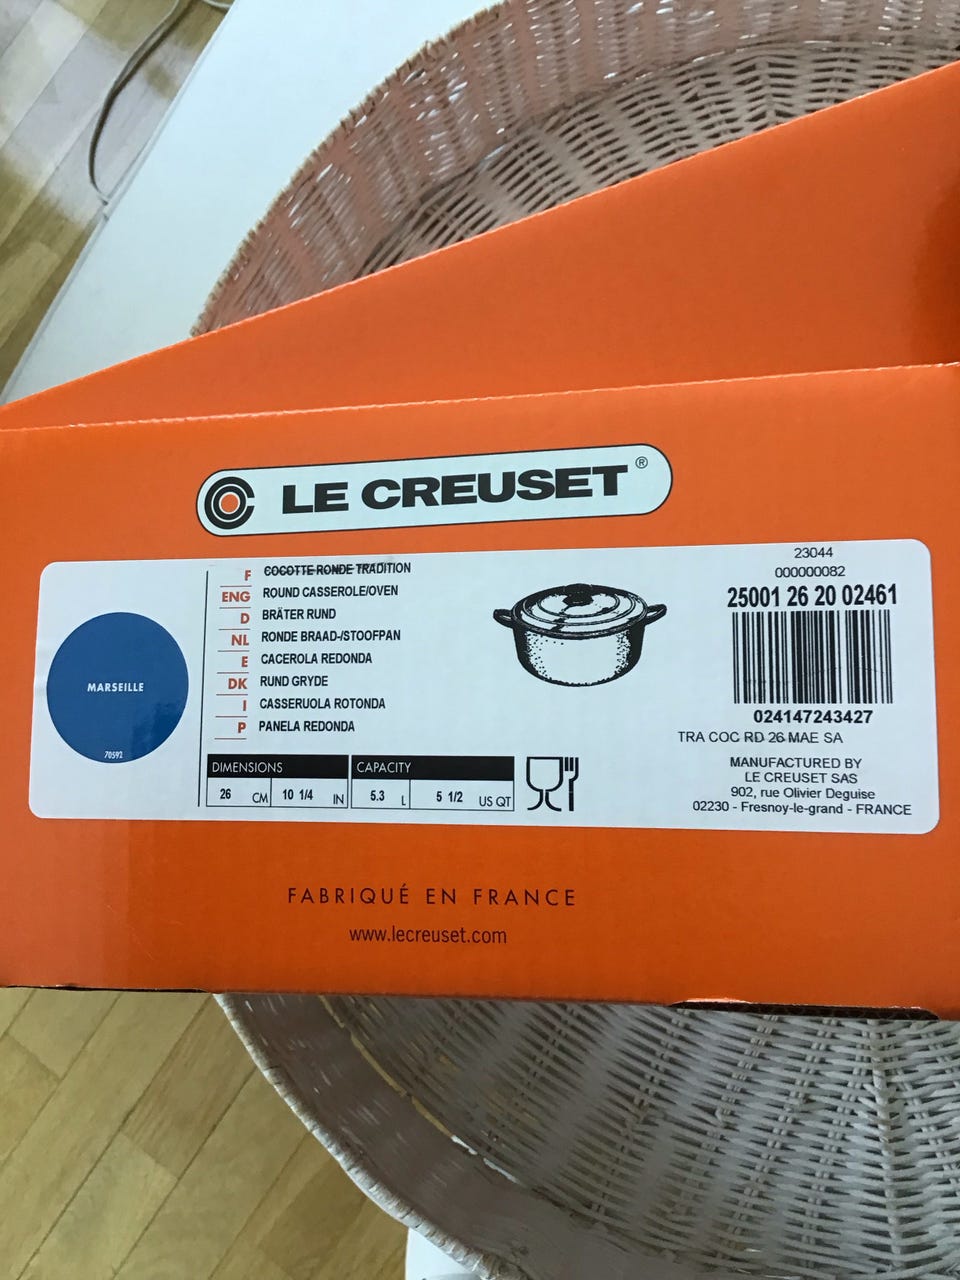 LE CREUSET®
MARSEILLE
70592
F COCOTTE RONDE TRADITION
ENG ROUND CASSEROLE/OVEN
D BRÄTER RUND
NL RONDE BRAAD-/STOOFPAN
E CACEROLA REDONDA
DK RUND GRYDE
I CASSERUOLA ROTONDA
P PANELA REDONDA
DIMENSIONS CAPACITY
26 CM 10 1/4 IN 5.3 L 5 1/2 US QT
23044
000000082
25001 26 20 02461
024147243427
TRA COC RD 26 MAE SA
MANUFACTURED BY
LE CREUSET SAS
902, rue Olivier Deguise
02230 - Fresnoy-le-grand - FRANCE
FABRIQUÉ EN FRANCE
www.lecreuset.com